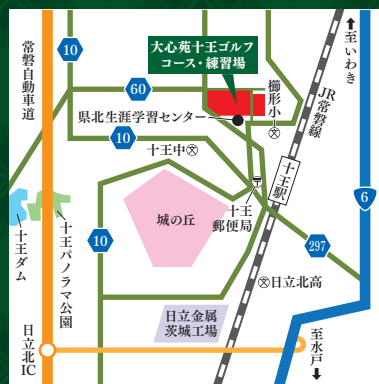 常磐自動車道
10
60
大心苑十王ゴルフ
コース・練習場
櫛形小
文
至いわき
JR常磐線
県北生涯学習センター
10
十王中文
十王駅
6
城の丘
〒
十王
郵便局
10
十王ダム
十王パノラマ公園
297
文日立北高
日立金属
茨城工場
日立北IC
至水戸